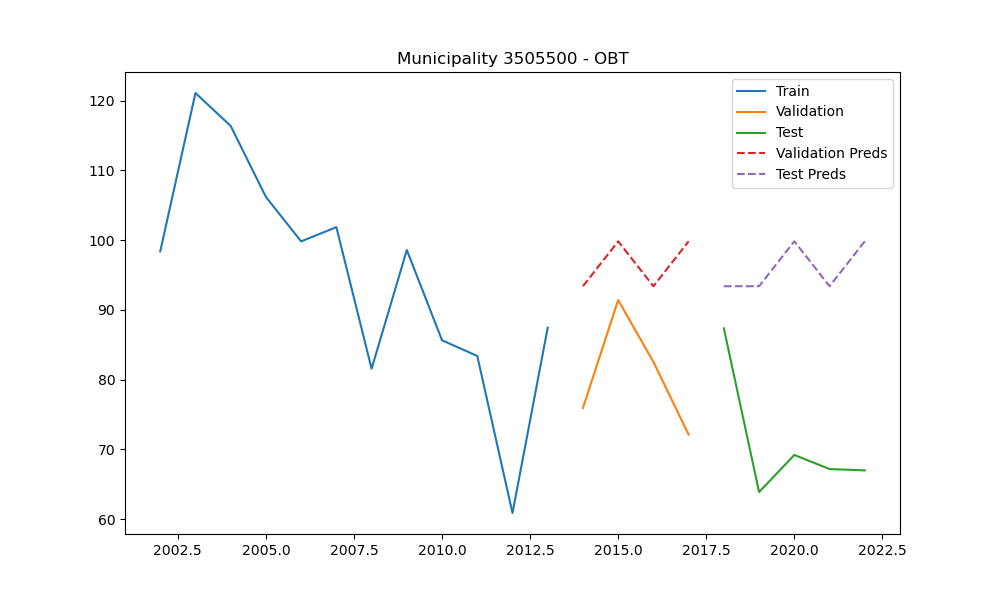 Municipality 3505500 - OBT
Train
Validation
Test
Validation Preds
Test Preds
120
110
100
90
80
70
60
2002.5 2005.0 2007.5 2010.0 2012.5 2015.0 2017.5 2020.0 2022.5